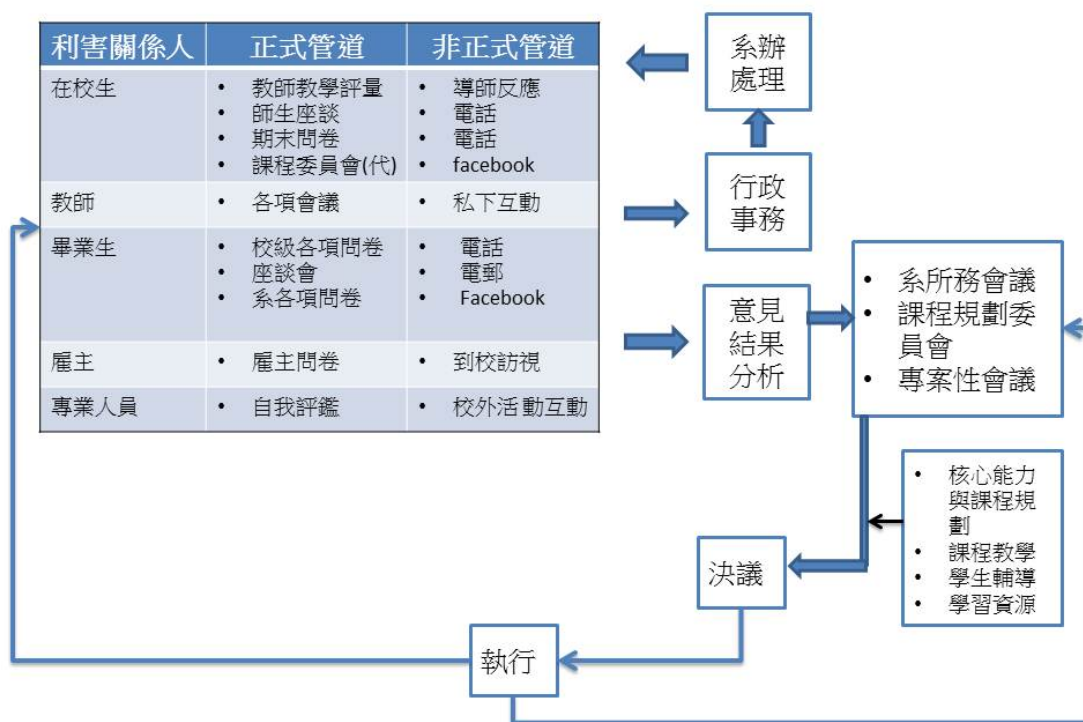 利害關係人 正式管道 非正式管道
在校生
• 教師教學評量
• 師生座談
• 期末問卷
• 課程委員會(代)
• 導師反應
• 電話
• 電話
• facebook
教師
• 各項會議
• 私下互動
畢業生
• 校級各項問卷
• 座談會
• 系各項問卷
• 電話
• 電郵
• Facebook
雇主
• 雇主問卷
• 到校訪視
專業人員
• 自我評鑑
• 校外活動互動
系辦
處理
行政
事務
意見
結果
分析
• 系所務會議
• 課程規劃委
員會
• 專案性會議
• 核心能力
與課程規
劃
• 課程教學
• 學生輔導
• 學習資源
決議
執行